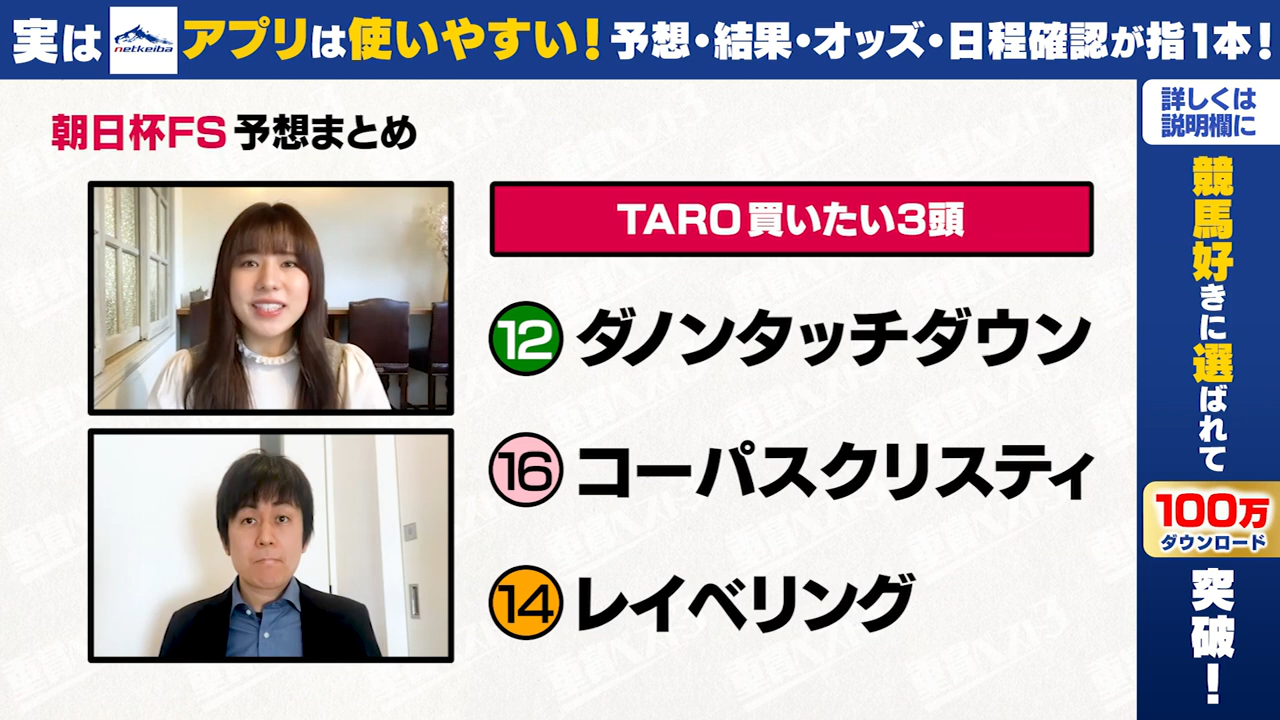 実は netkeiba アプリは使いやすい！予想・結果・オッズ・日程確認が指1本！
朝日杯FS 予想まとめ
TARO 買いたい3頭
12 ダノンタッチダウン
16 コーパスクリスティ
14 レイベリング
詳しくは
説明欄に
競馬好きに選ばれて
100万
ダウンロード
突破！